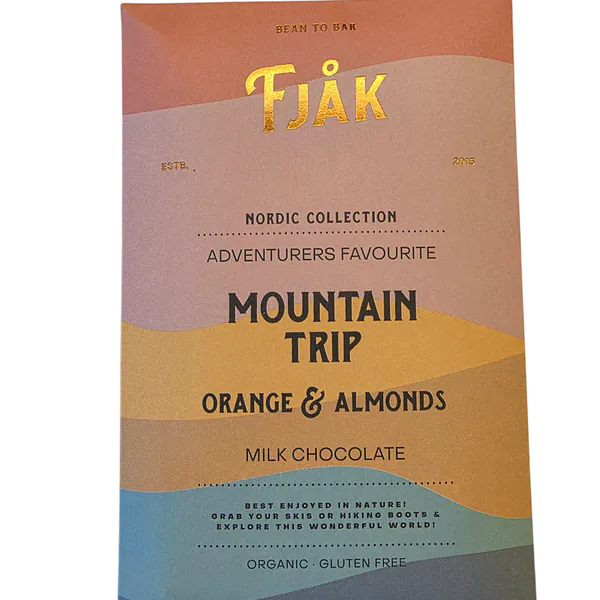 BEAN TO BAR
FJÅK
ESTB. 2015
NORDIC COLLECTION
ADVENTURERS FAVOURITE
MOUNTAIN
TRIP
ORANGE & ALMONDS
MILK CHOCOLATE
BEST ENJOYED IN NATURE!
GRAB YOUR SKIS OR HIKING BOOTS &
EXPLORE THIS WONDERFUL WORLD!
ORGANIC · GLUTEN FREE